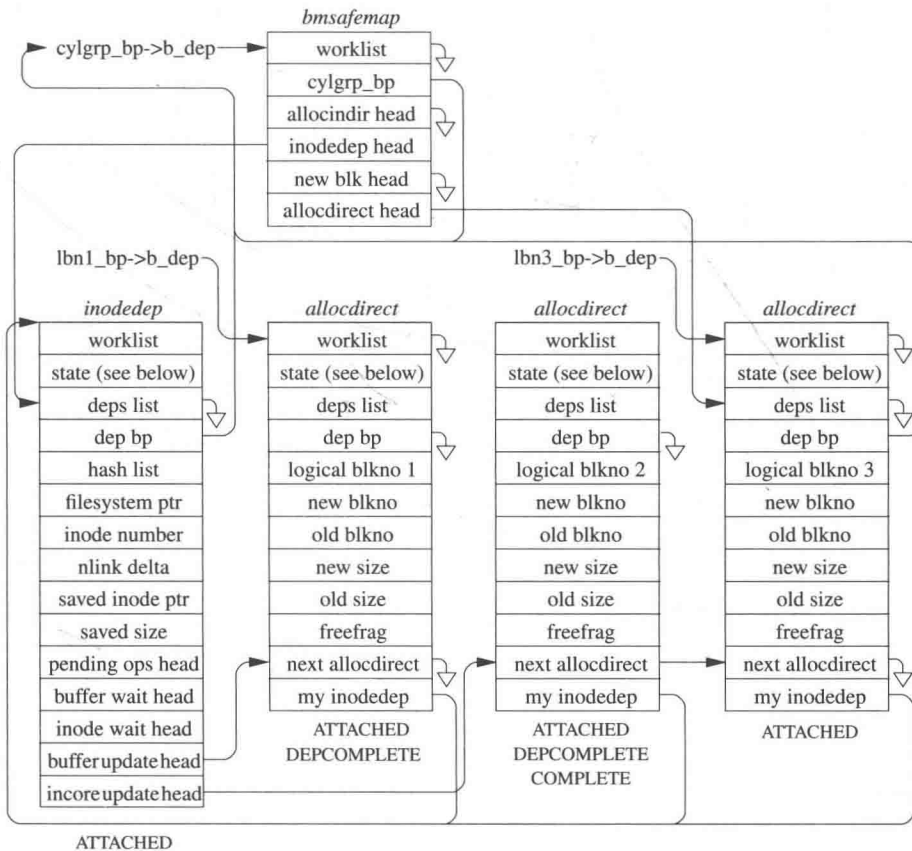 bmsafemap
cylgrp_bp->b_dep
worklist
cylgrp_bp
allocindir head
inodedep head
new blk head
allocdirect head
lbn1_bp->b_dep
lbn3_bp->b_dep
inodedep
worklist
state (see below)
deps list
dep bp
hash list
filesystem ptr
inode number
nlink delta
saved inode ptr
saved size
pending ops head
buffer wait head
inode wait head
buffer update head
incore update head
ATTACHED
allocdirect
worklist
state (see below)
deps list
dep bp
logical blkno 1
new blkno
old blkno
new size
old size
freefrag
next allocdirect
my inodedep
ATTACHED
DEPCOMPLETE
allocdirect
worklist
state (see below)
deps list
dep bp
logical blkno 2
new blkno
old blkno
new size
old size
freefrag
next allocdirect
my inodedep
ATTACHED
DEPCOMPLETE
COMPLETE
allocdirect
worklist
state (see below)
deps list
dep bp
logical blkno 3
new blkno
old blkno
new size
old size
freefrag
next allocdirect
my inodedep
ATTACHED